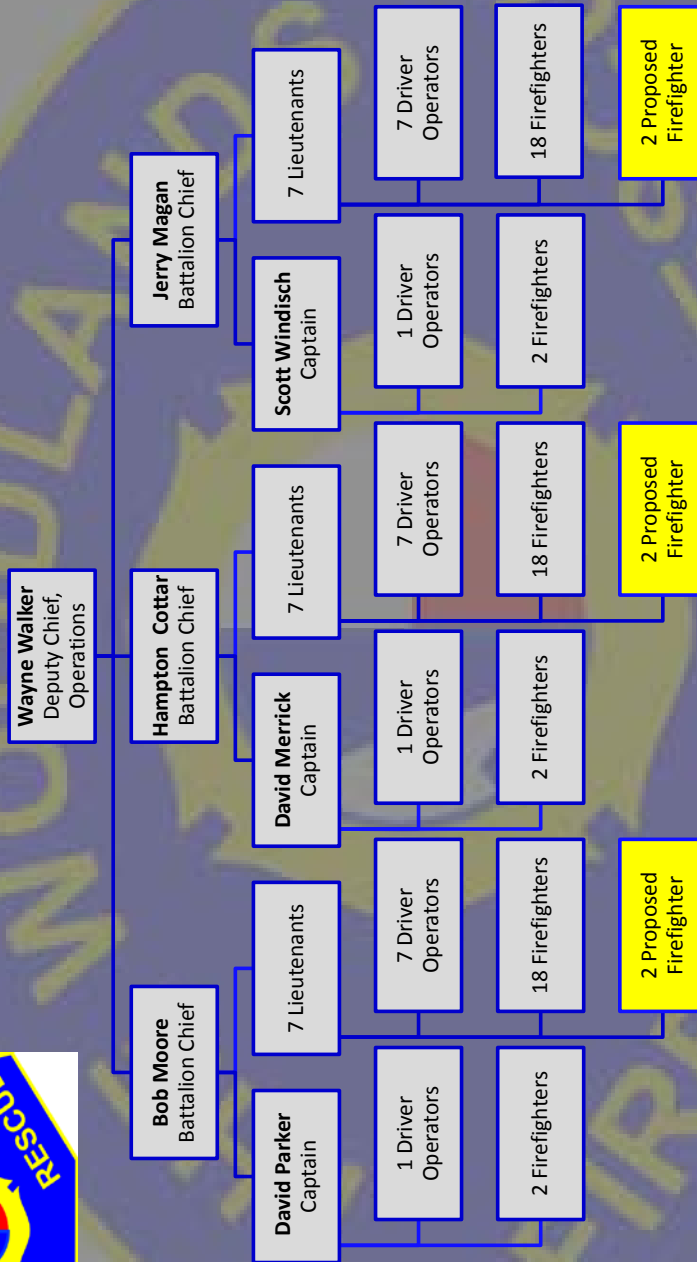 RESCUE
Wayne Walker
Deputy Chief,
Operations
Bob Moore
Battalion Chief
Hampton Cottar
Battalion Chief
Jerry Magan
Battalion Chief
David Parker
Captain
7 Lieutenants
David Merrick
Captain
7 Lieutenants
Scott Windisch
Captain
7 Lieutenants
1 Driver
Operators
7 Driver
Operators
1 Driver
Operators
7 Driver
Operators
1 Driver
Operators
7 Driver
Operators
2 Firefighters
18 Firefighters
2 Firefighters
18 Firefighters
2 Firefighters
18 Firefighters
2 Proposed
Firefighter
2 Proposed
Firefighter
2 Proposed
Firefighter